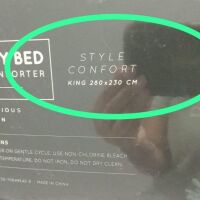 Y BED
ORTER
STYLE
CONFORT
KING 280x230 CM
IOUS
N
NS
ON GENTLE CYCLE, USE NON-CHLORINE BLEACH
TEMPERATURE, DO NOT IRON, DO NOT DRY CLEAN
MADE IN CHINA